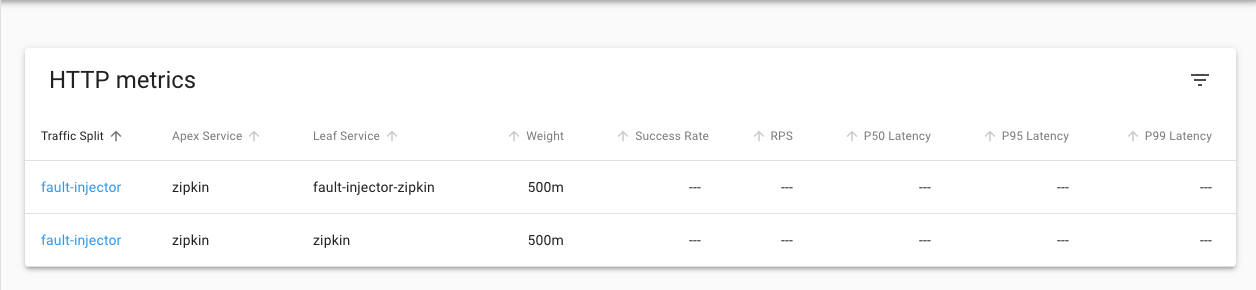 HTTP metrics
Traffic Split Apex Service Leaf Service Weight Success Rate RPS P50 Latency P95 Latency P99 Latency
fault-injector zipkin fault-injector-zipkin 500m --- --- --- --- ---
fault-injector zipkin zipkin 500m --- --- --- --- ---